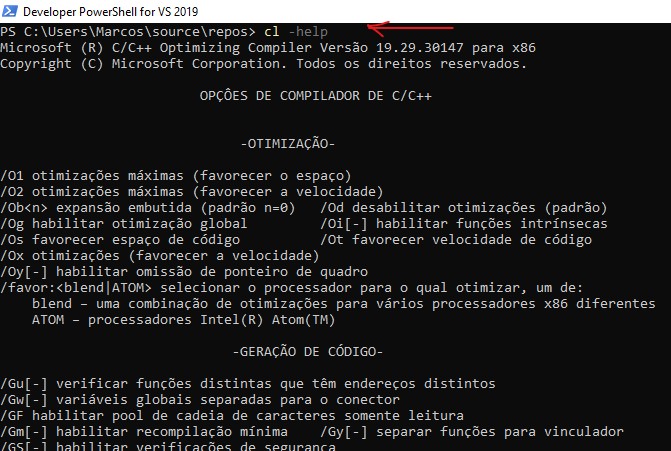 Developer PowerShell for VS 2019
PS C:\Users\Marcos\source\repos> cl -help
Microsoft (R) C/C++ Optimizing Compiler Versão 19.29.30147 para x86
Copyright (C) Microsoft Corporation. Todos os direitos reservados.
OPÇÕES DE COMPILADOR DE C/C++
-OTIMIZAÇÃO-
/O1 otimizações máximas (favorecer o espaço)
/O2 otimizações máximas (favorecer a velocidade)
/Ob<n> expansão embutida (padrão n=0) /Od desabilitar otimizações (padrão)
/Og habilitar otimização global /Oi[-] habilitar funções intrínsecas
/Os favorecer espaço de código /Ot favorecer velocidade de código
/Ox otimizações (favorecer a velocidade)
/Oy[-] habilitar omissão de ponteiro de quadro
/favor:<blend|ATOM> selecionar o processador para o qual otimizar, um de:
blend – uma combinação de otimizações para vários processadores x86 diferentes
ATOM – processadores Intel(R) Atom(TM)
-GERAÇÃO DE CÓDIGO-
/Gu[-] verificar funções distintas que têm endereços distintos
/Gw[-] variáveis globais separadas para o conector
/GF habilitar pool de cadeia de caracteres somente leitura
/Gm[-] habilitar recompilação mínima /Gy[-] separar funções para vinculador
/GS[-] habilitar verificações de segurança